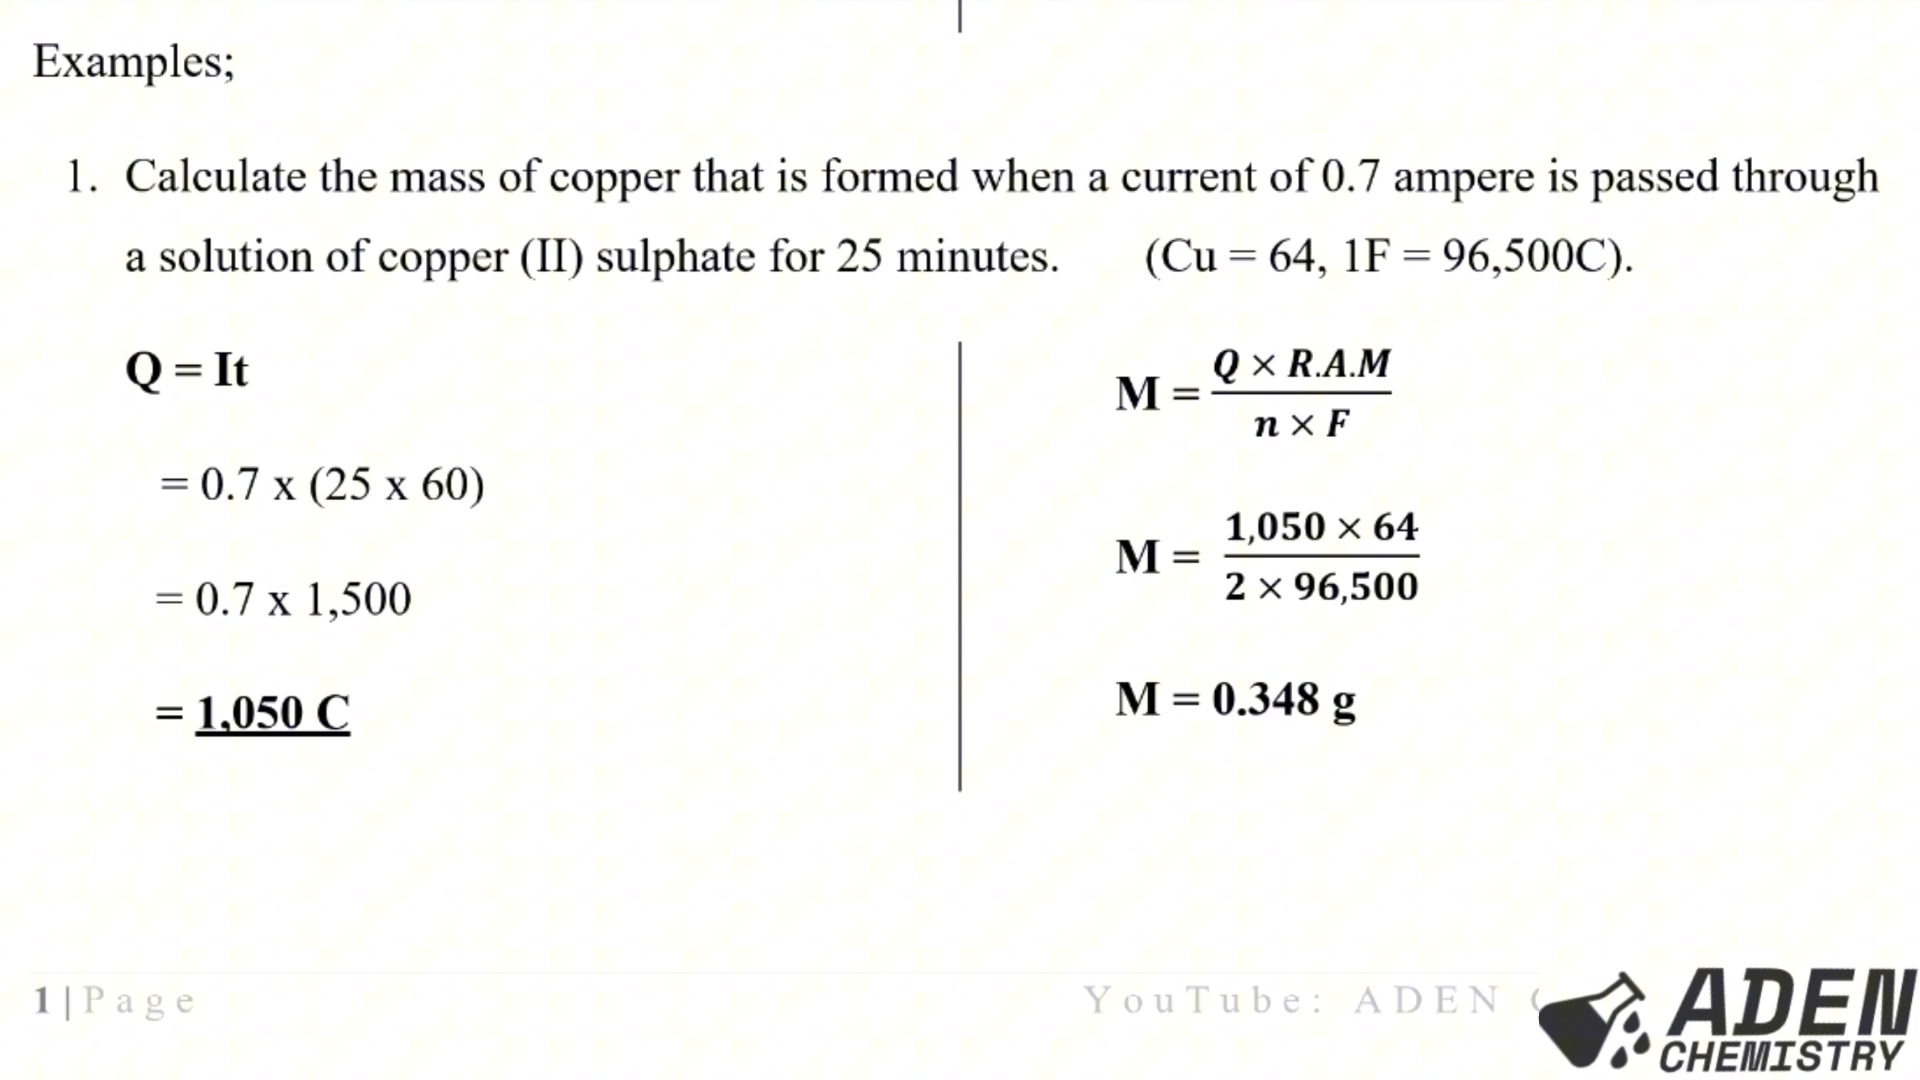 Examples;
1. Calculate the mass of copper that is formed when a current of 0.7 ampere is passed through
a solution of copper (II) sulphate for 25 minutes. (Cu = 64, 1F = 96,500C).
Q = It
= 0.7 x (25 x 60)
= 0.7 x 1,500
= 1,050 C
M = Q × R.A.M / n × F
M = 1,050 × 64 / 2 × 96,500
M = 0.348 g
1 | Page
YouTube: ADEN
ADEN
CHEMISTRY